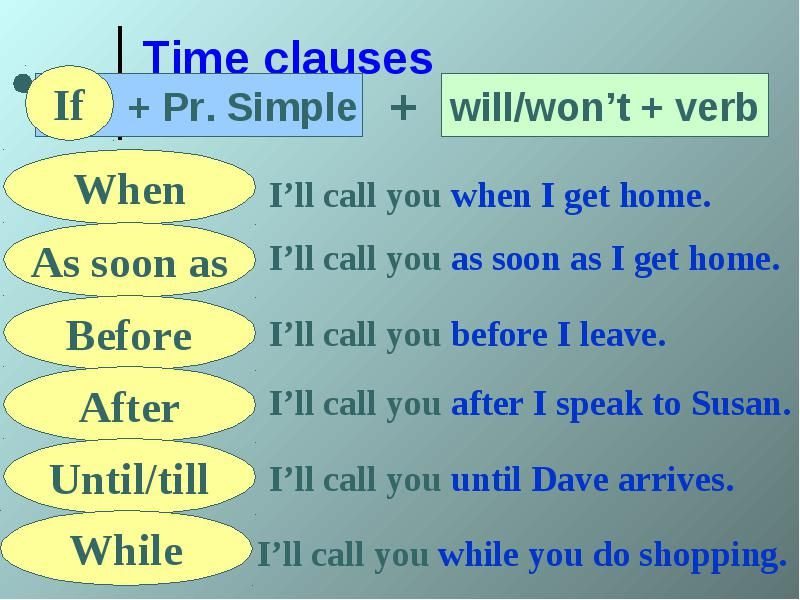 Time clauses
If + Pr. Simple + will/won’t + verb
When I’ll call you when I get home.
As soon as I’ll call you as soon as I get home.
Before I’ll call you before I leave.
After I’ll call you after I speak to Susan.
Until/till I’ll call you until Dave arrives.
While I’ll call you while you do shopping.